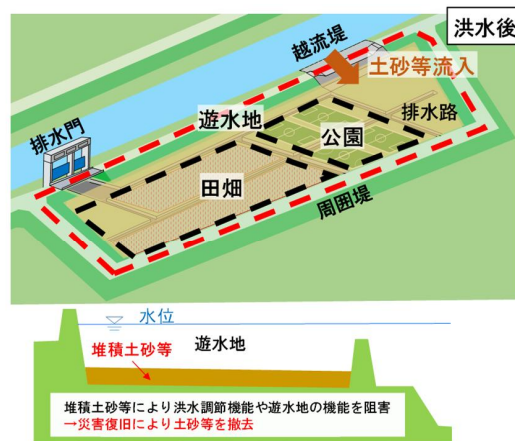 洪水後
越流堤
土砂等流入
排水路
排水門
遊水地
公園
田畑
周囲堤
水位
堆積土砂等
遊水地
堆積土砂等により洪水調節機能や遊水地の機能を阻害
→災害復旧により土砂等を撤去